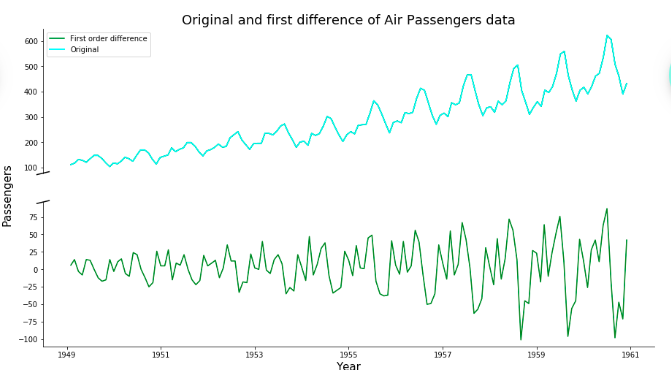 Original and first difference of Air Passengers data
First order difference
Original
600
500
400
300
200
100
Passengers
75
50
25
0
−25
−50
−75
−100
1949 1951 1953 1955 1957 1959 1961
Year